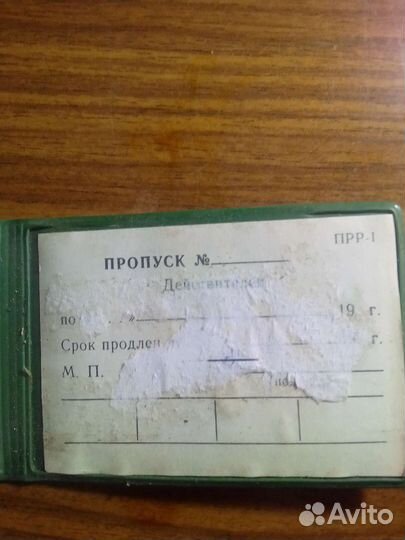 ПРР-1
ПРОПУСК №
Действителен
по „ . . „ 19 г.
Срок продлен г.
М. П.
Avito